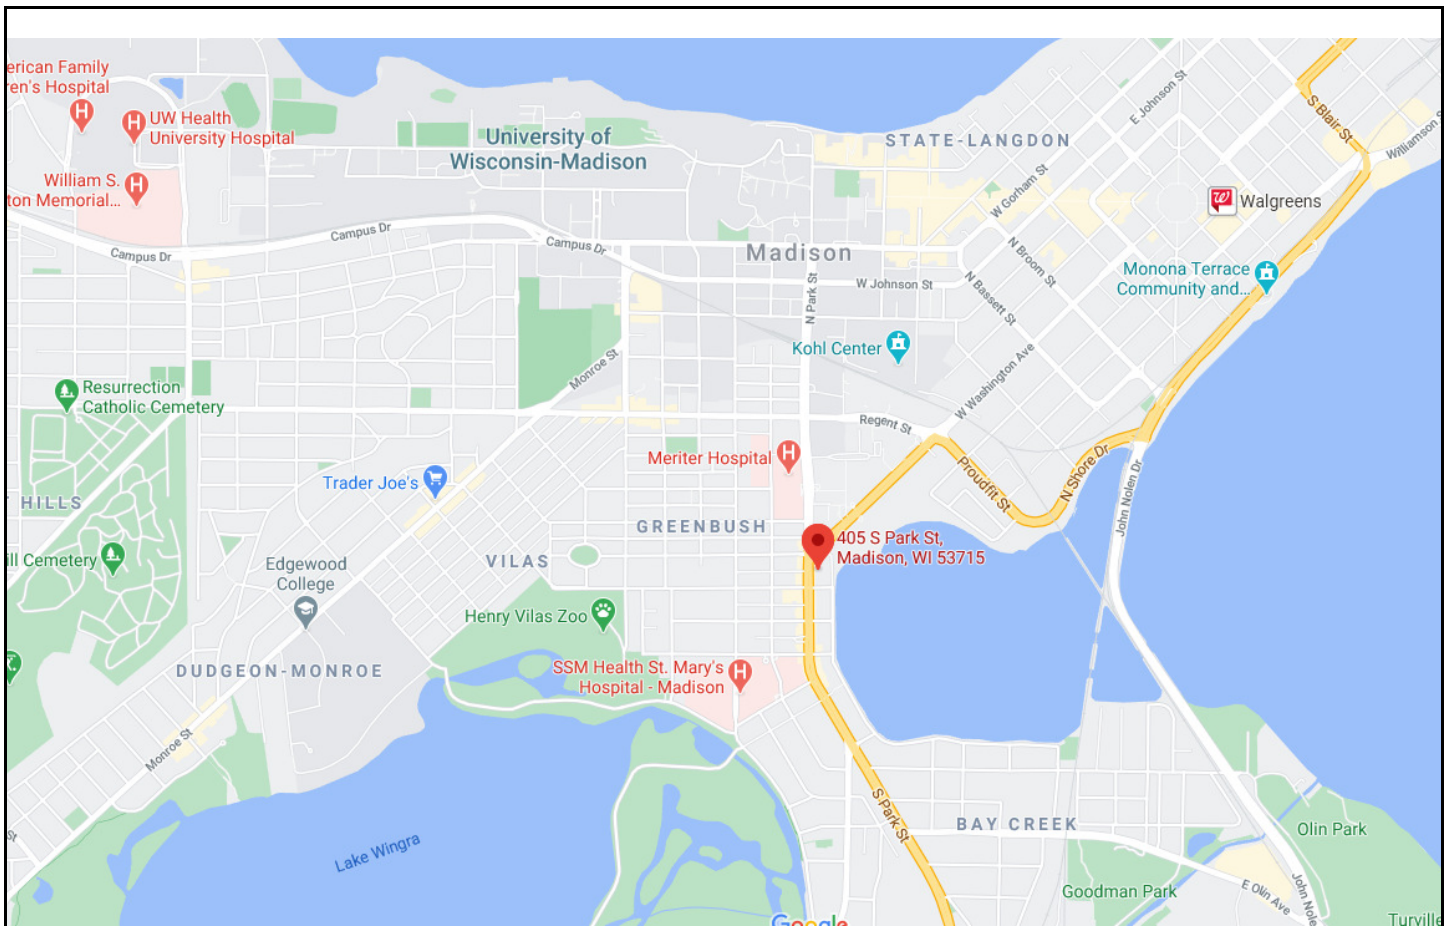 erican Family
ren's Hospital
UW Health
University Hospital
William S.
ton Memorial...
University of
Wisconsin-Madison
STATE-LANGDON
E Johnson St
S Blair St
Williamson S
W Gorham St
Walgreens
Campus Dr
Campus Dr
Campus Dr
Madison
N Park St
W Johnson St
N Broom St
N Bassett St
Monona Terrace
Community and...
Kohl Center
Monroe St
W Washington Ave
Resurrection
Catholic Cemetery
Regent St
Meriter Hospital
Proudfit St
N Shore Dr
John Nolen Dr
Trader Joe's
HILLS
GREENBUSH
405 S Park St,
Madison, WI 53715
ill Cemetery
Edgewood
College
VILAS
Henry Vilas Zoo
DUDGEON-MONROE
SSM Health St. Mary's
Hospital - Madison
Monroe St
S Park St
BAY CREEK
Olin Park
St
Lake Wingra
Goodman Park
E Olin Ave
John Nole
Google
Turville